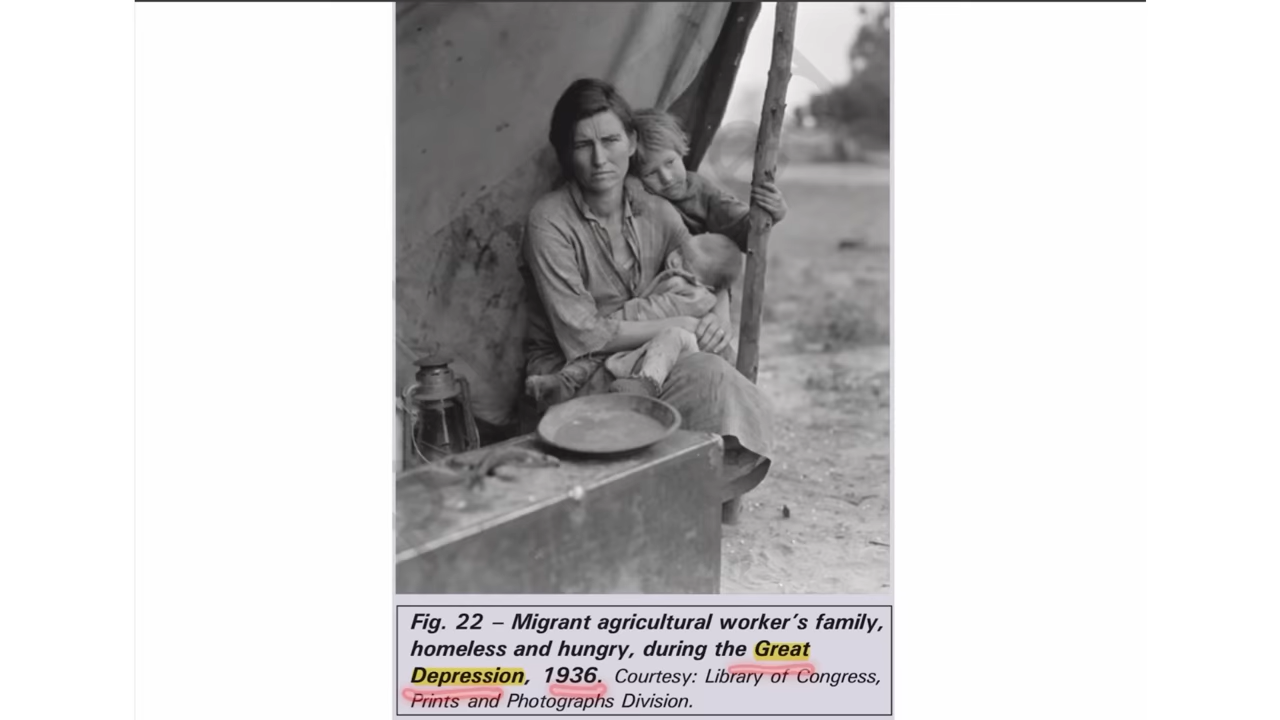 Fig. 22 – Migrant agricultural worker's family,
homeless and hungry, during the Great
Depression, 1936. Courtesy: Library of Congress,
Prints and Photographs Division.